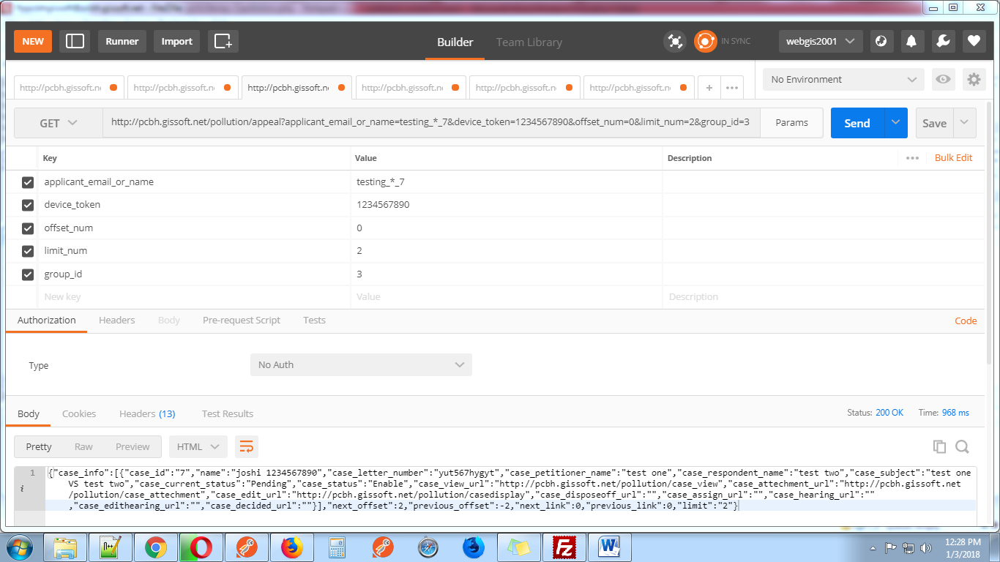 NEW Runner Import Builder Team Library IN SYNC webgis2001
http://pcbh.gissoft.ne http://pcbh.gissoft.ne http://pcbh.gissoft.ne http://pcbh.gissoft.ne http://pcbh.gissoft.ne http://pcbh.gissoft.ne + ••• No Environment
GET http://pcbh.gissoft.net/pollution/appeal?applicant_email_or_name=testing_*_7&device_token=1234567890&offset_num=0&limit_num=2&group_id=3 Params Send Save
Key Value Description ••• Bulk Edit
applicant_email_or_name testing_*_7
device_token 1234567890
offset_num 0
limit_num 2
group_id 3
New key Value Description
Authorization Headers Body Pre-request Script Tests Code
Type No Auth
Body Cookies Headers (13) Test Results Status: 200 OK Time: 968 ms
Pretty Raw Preview HTML
1 {"case_info":[{"case_id":"7","name":"joshi 1234567890","case_letter_number":"yut567hygyt","case_petitioner_name":"test one","case_respondent_name":"test two","case_subject":"test one
i VS test two","case_current_status":"Pending","case_status":"Enable","case_view_url":"http://pcbh.gissoft.net/pollution/case_view","case_attechment_url":"http://pcbh.gissoft.net
/pollution/case_attachment","case_edit_url":"http://pcbh.gissoft.net/pollution/casedisplay","case_disposeoff_url":"","case_assign_url":"","case_hearing_url":""
,"case_edithearing_url":"","case_decided_url":""}],"next_offset":2,"previous_offset":-2,"next_link":0,"previous_link":0,"limit":"2"}
12:28 PM
1/3/2018